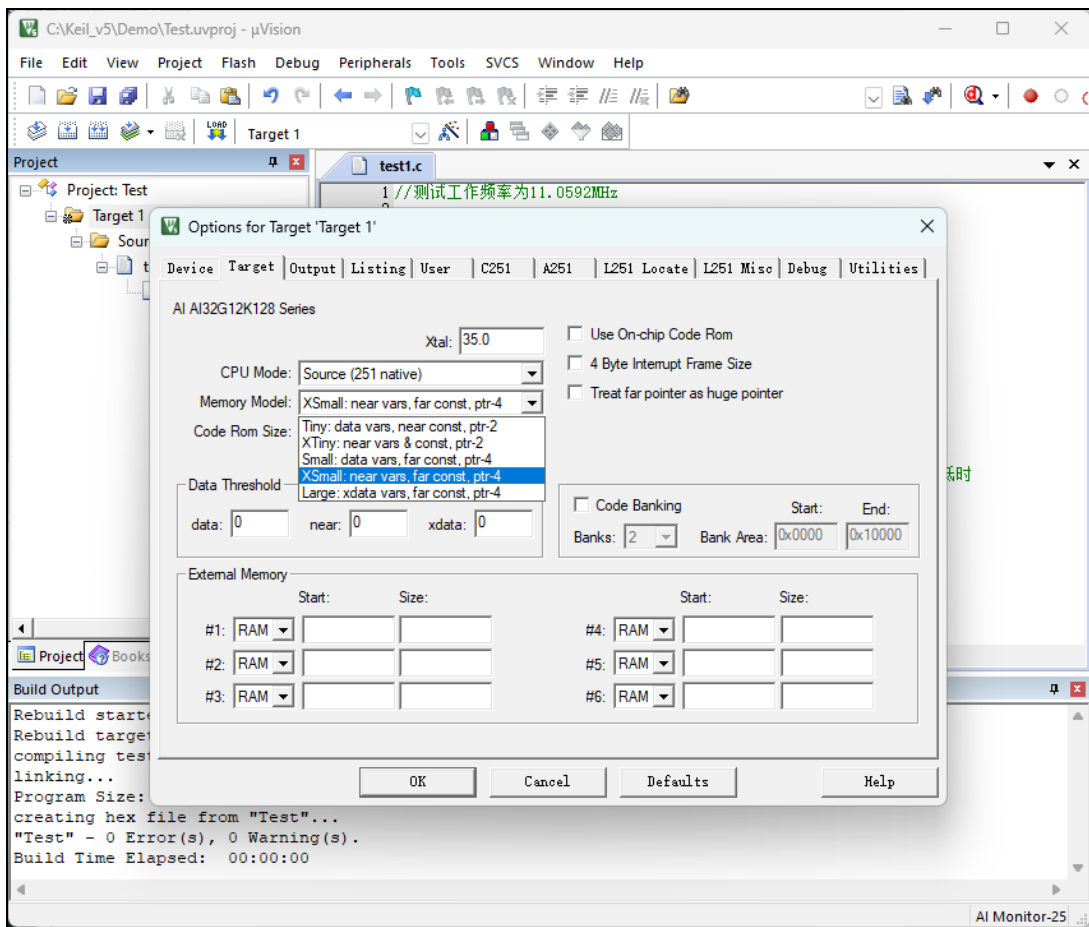 C:\Keil_v5\Demo\Test.uvproj - µVision
File Edit View Project Flash Debug Peripherals Tools SVCS Window Help
LOAD
Target 1
Project
test1.c
Project: Test
1 //测试工作频率为11.0592MHz
Target 1
Options for Target 'Target 1'
Device Target Output Listing User C251 A251 L251 Locate L251 Misc Debug Utilities
AI AI32G12K128 Series
Xtal: 35.0
Use On-chip Code Rom
CPU Mode: Source (251 native)
4 Byte Interrupt Frame Size
Memory Model: XSmall: near vars, far const, ptr-4
Treat far pointer as huge pointer
Code Rom Size:
Tiny: data vars, near const, ptr-2
XTiny: near vars & const, ptr-2
Small: data vars, far const, ptr-4
XSmall: near vars, far const, ptr-4
Large: xdata vars, far const, ptr-4
Data Threshold
data: 0 near: 0 xdata: 0
Code Banking Start: End:
Banks: 2 Bank Area: 0x0000 0x10000
External Memory
Start: Size: Start: Size:
#1: RAM #4: RAM
#2: RAM #5: RAM
#3: RAM #6: RAM
OK Cancel Defaults Help
Project Books
Build Output
Rebuild
Rebuild
compiling
linking...
Program Size:
creating hex file from "Test"...
"Test" - 0 Error(s), 0 Warning(s).
Build Time Elapsed: 00:00:00
AI Monitor-25